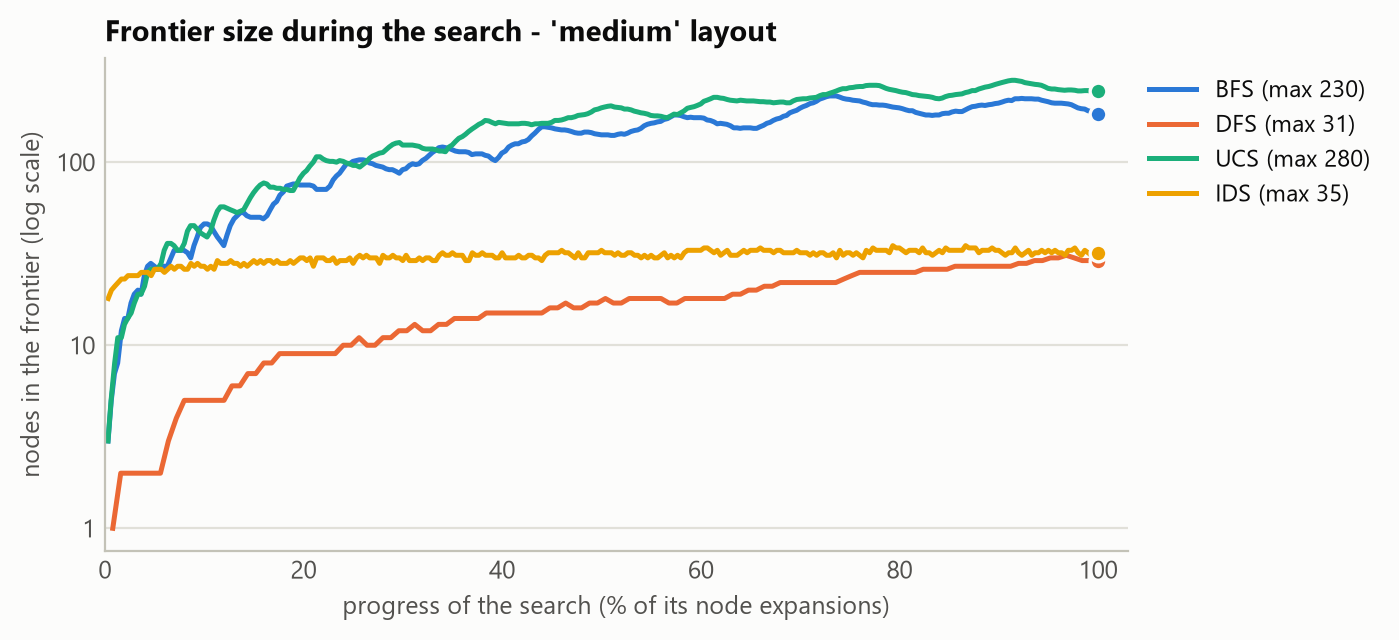 Frontier size during the search - 'medium' layout
BFS (max 230)
DFS (max 31)
UCS (max 280)
IDS (max 35)
nodes in the frontier (log scale)
100
10
1
0 20 40 60 80 100
progress of the search (% of its node expansions)